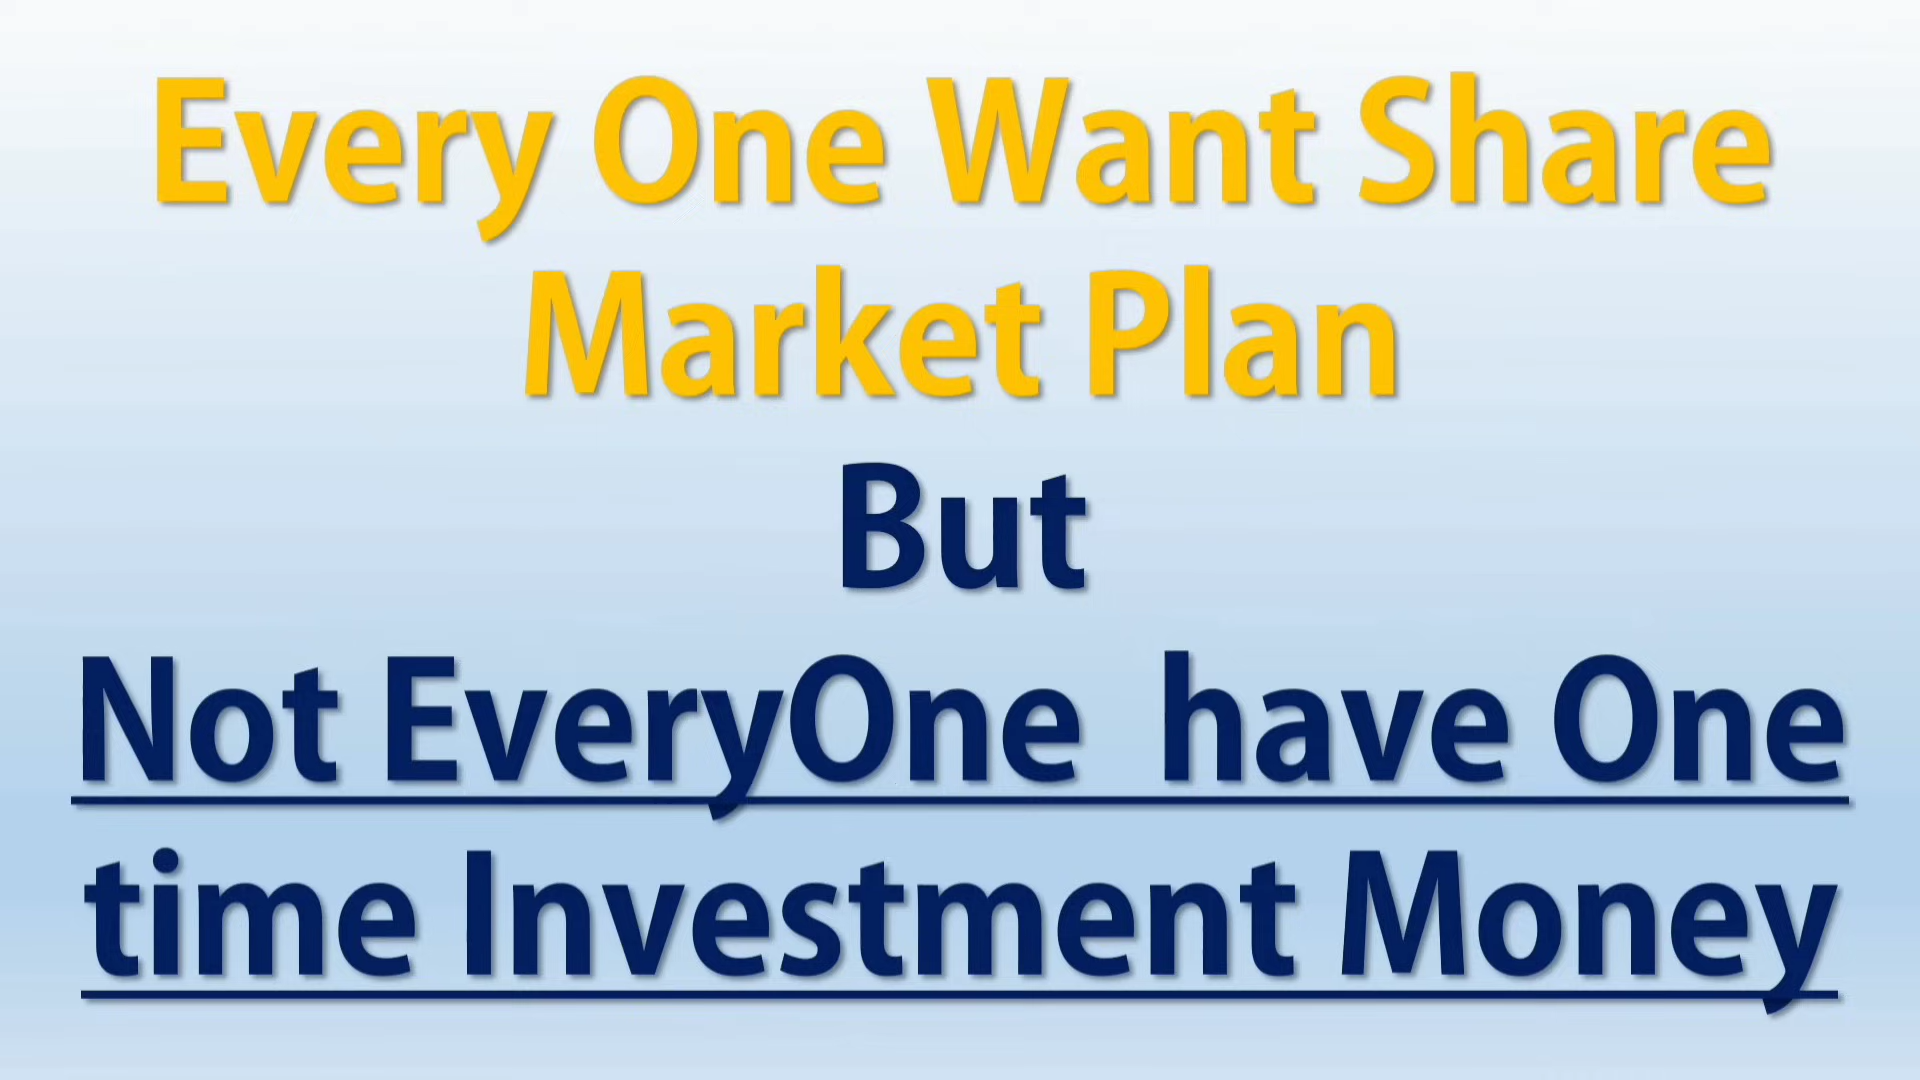 Every One Want Share
Market Plan
But
Not EveryOne  have One
time Investment Money